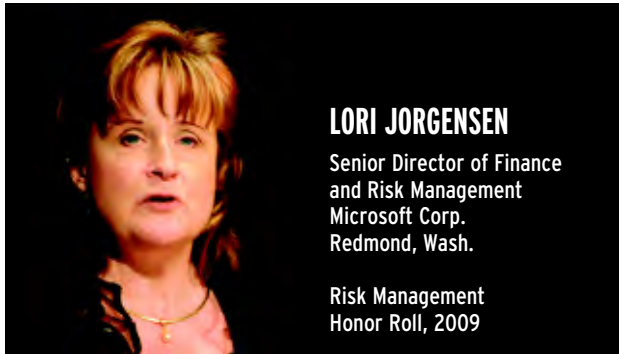 LORI JORGENSEN
Senior Director of Finance
and Risk Management
Microsoft Corp.
Redmond, Wash.
Risk Management
Honor Roll, 2009